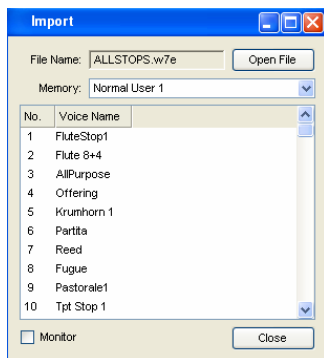 Import
File Name: ALLSTOPS.w7e Open File
Memory: Normal User 1
No. Voice Name
1 FluteStop1
2 Flute 8+4
3 AllPurpose
4 Offering
5 Krumhorn 1
6 Partita
7 Reed
8 Fugue
9 Pastorale1
10 Tpt Stop 1
Monitor Close